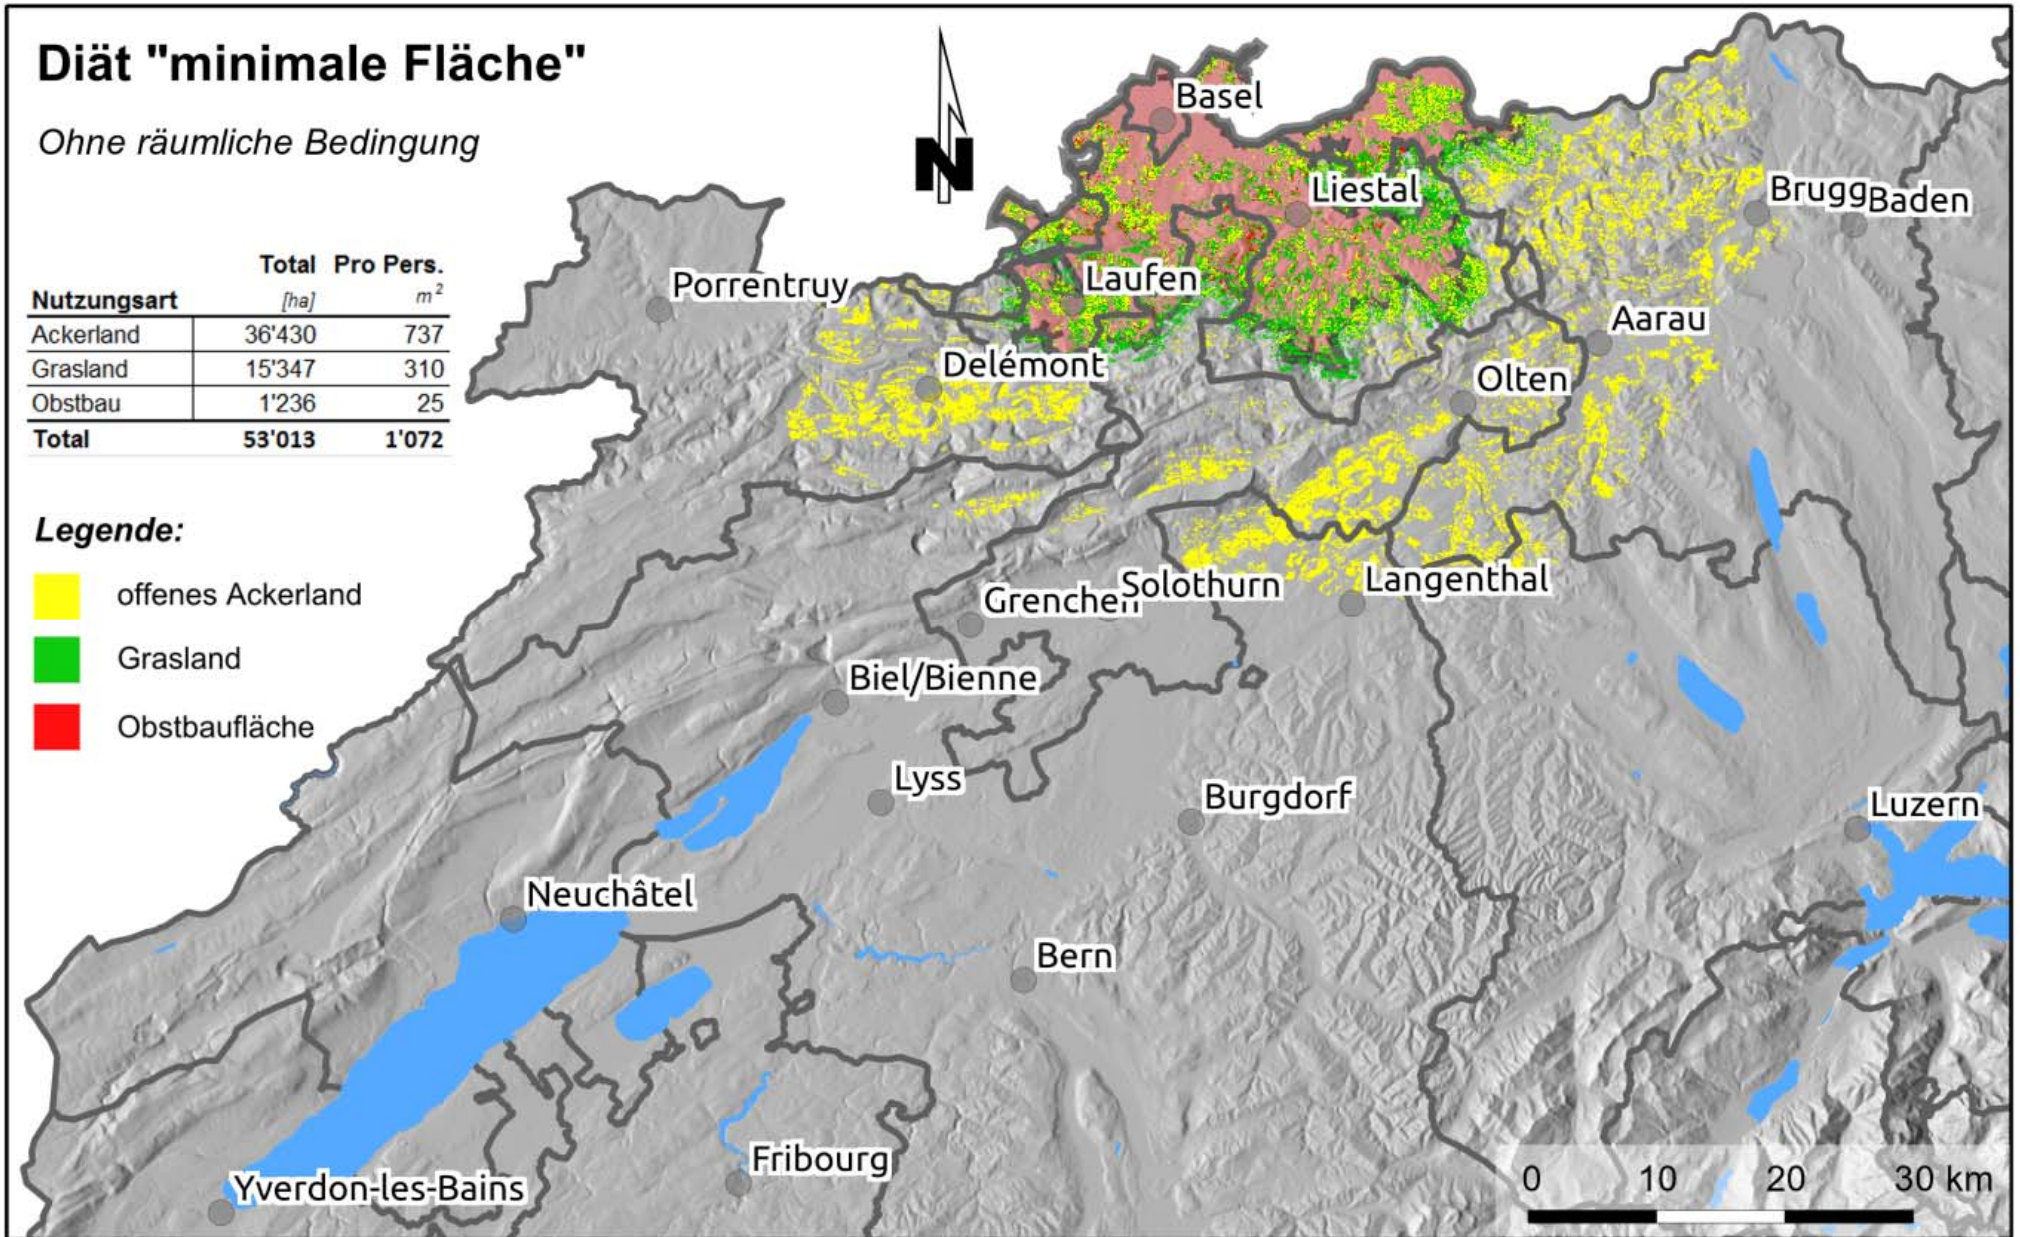 Diät "minimale Fläche"
Ohne räumliche Bedingung
N
Total Pro Pers.
Nutzungsart [ha] m²
Ackerland 36'430 737
Grasland 15'347 310
Obstbau 1'236 25
Total 53'013 1'072
Legende:
offenes Ackerland
Grasland
Obstbaufläche
Basel
Liestal
Brugg
Baden
Laufen
Porrentruy
Aarau
Delémont
Olten
Solothurn
Langenthal
Grenchen
Biel/Bienne
Lyss
Burgdorf
Luzern
Neuchâtel
Bern
Fribourg
Yverdon-les-Bains
0 10 20 30 km